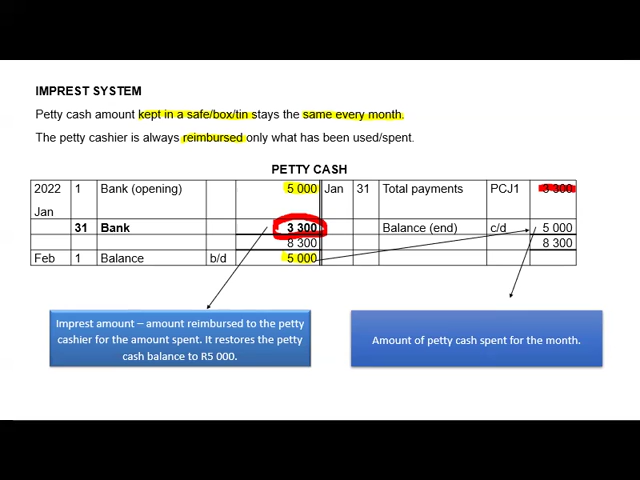 IMPREST SYSTEM
Petty cash amount kept in a safe/box/tin stays the same every month.
The petty cashier is always reimbursed only what has been used/spent.
PETTY CASH
2022 1 Bank (opening) 5 000 Jan 31 Total payments PCJ1 3 300
Jan
31 Bank 3 300 Balance (end) c/d 5 000
8 300 8 300
Feb 1 Balance b/d 5 000
Imprest amount – amount reimbursed to the petty
cashier for the amount spent. It restores the petty
cash balance to R5 000.
Amount of petty cash spent for the month.